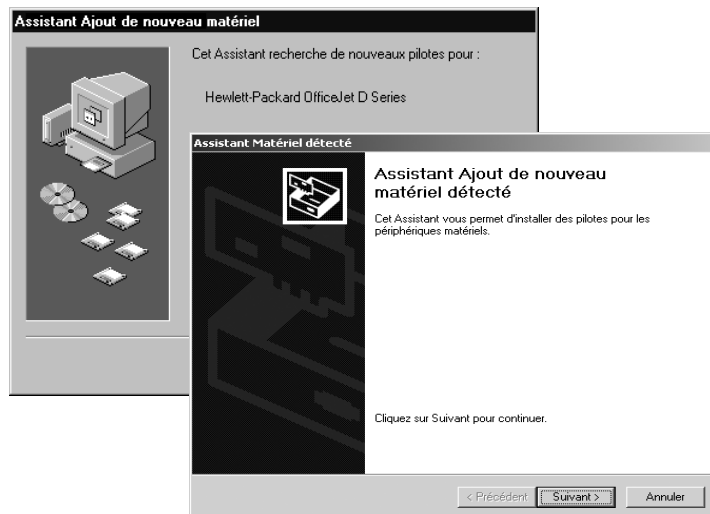 Assistant Ajout de nouveau matériel
Cet Assistant recherche de nouveaux pilotes pour :
Hewlett-Packard OfficeJet D Series
Assistant Matériel détecté
Assistant Ajout de nouveau
matériel détecté
Cet Assistant vous permet d'installer des pilotes pour les
périphériques matériels.
Cliquez sur Suivant pour continuer.
< Précédent
Suivant >
Annuler